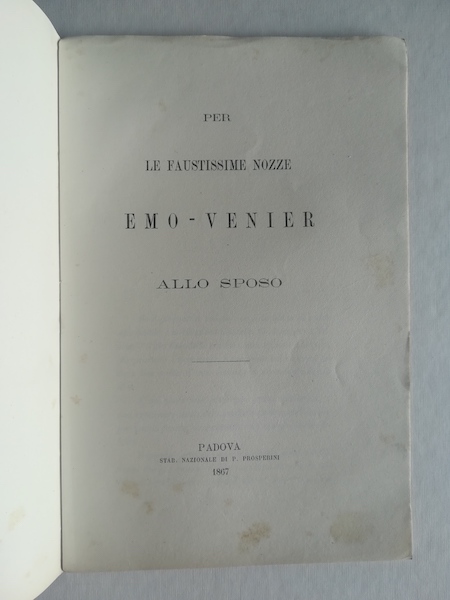 PER
LE FAUSTISSIME NOZZE
EMO - VENIER
ALLO SPOSO
PADOVA
STAB. NAZIONALE DI P. PROSPERINI
1867